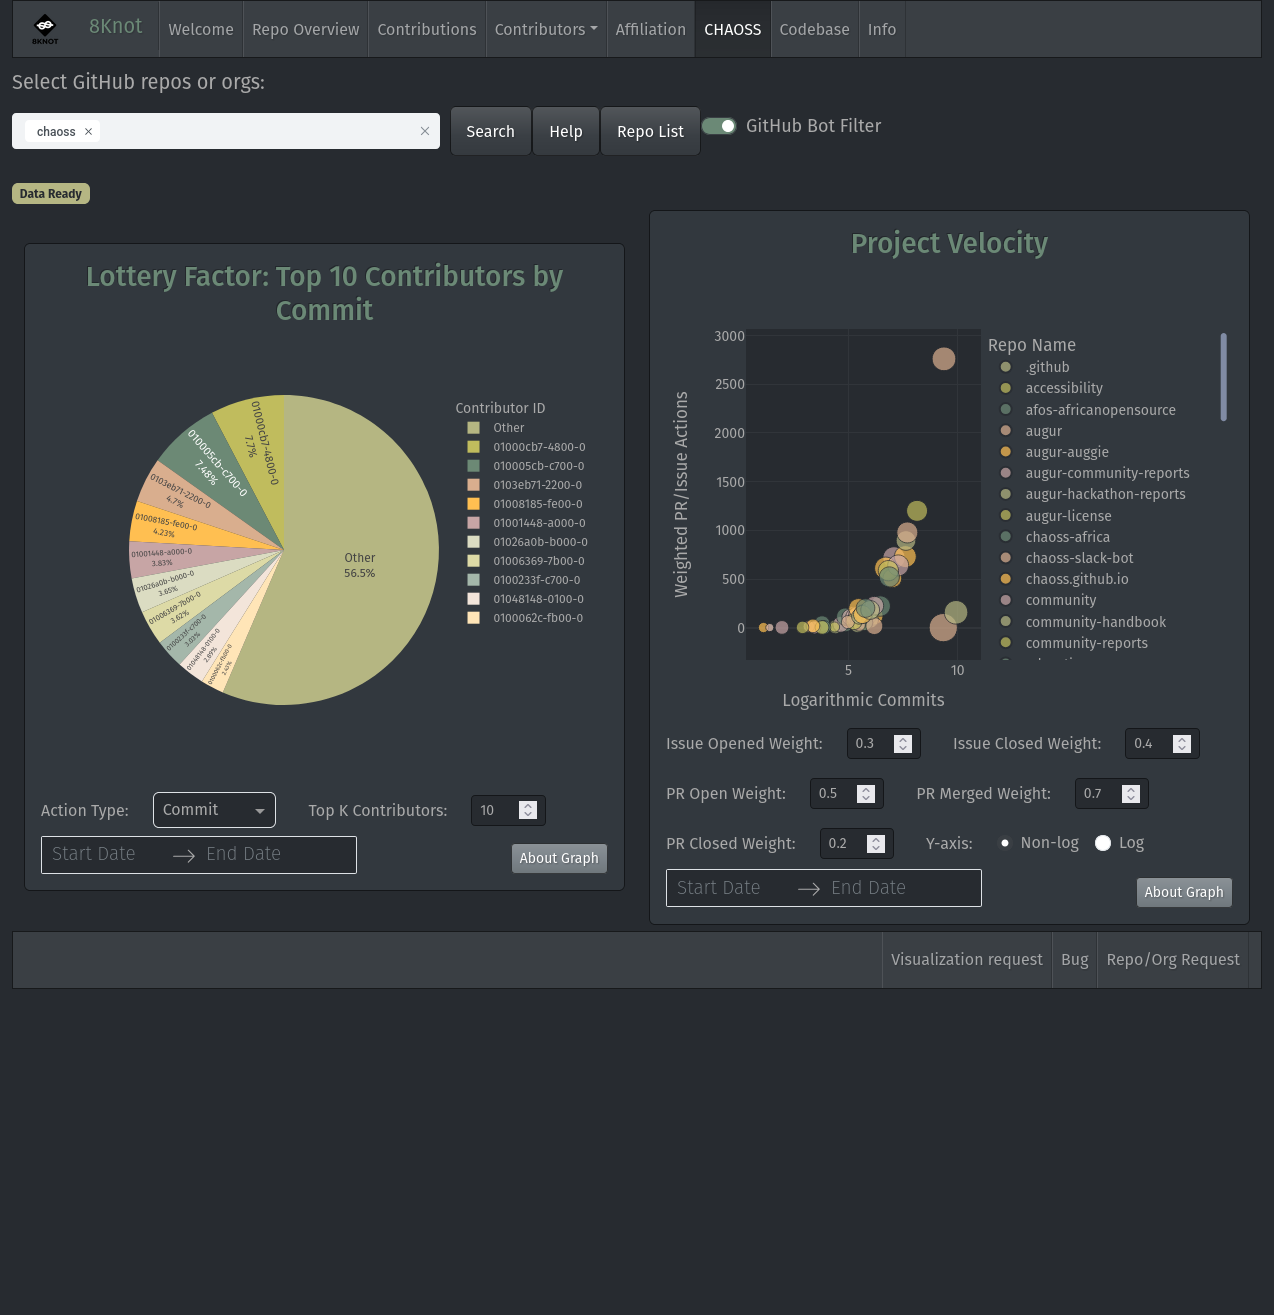 8KNOT
8Knot
Welcome
Repo Overview
Contributions
Contributors
Affiliation
CHAOSS
Codebase
Info
Select GitHub repos or orgs:
chaoss ×
×
Search
Help
Repo List
GitHub Bot Filter
Data Ready
Lottery Factor: Top 10 Contributors by
Commit
01000cb7-4800-0
7.7%
010005cb-c700-0
7.48%
0103eb71-2200-0
4.7%
01008185-fe00-0
4.23%
01001448-a000-0
3.83%
01026a0b-b000-0
3.65%
01006369-7b00-0
3.62%
0100233f-c700-0
3.03%
01048148-0100-0
2.89%
0100062c-fb00-0
Other
56.5%
Contributor ID
Other
01000cb7-4800-0
010005cb-c700-0
0103eb71-2200-0
01008185-fe00-0
01001448-a000-0
01026a0b-b000-0
01006369-7b00-0
0100233f-c700-0
01048148-0100-0
0100062c-fb00-0
Action Type:
Commit
Top K Contributors:
10
Start Date → End Date
About Graph
Project Velocity
Weighted PR/Issue Actions
3000
2500
2000
1500
1000
500
0
5
10
Logarithmic Commits
Repo Name
.github
accessibility
afos-africanopensource
augur
augur-auggie
augur-community-reports
augur-hackathon-reports
augur-license
chaoss-africa
chaoss-slack-bot
chaoss.github.io
community
community-handbook
community-reports
Issue Opened Weight:
0.3
Issue Closed Weight:
0.4
PR Open Weight:
0.5
PR Merged Weight:
0.7
PR Closed Weight:
0.2
Y-axis:
Non-log
Log
Start Date → End Date
About Graph
Visualization request
Bug
Repo/Org Request